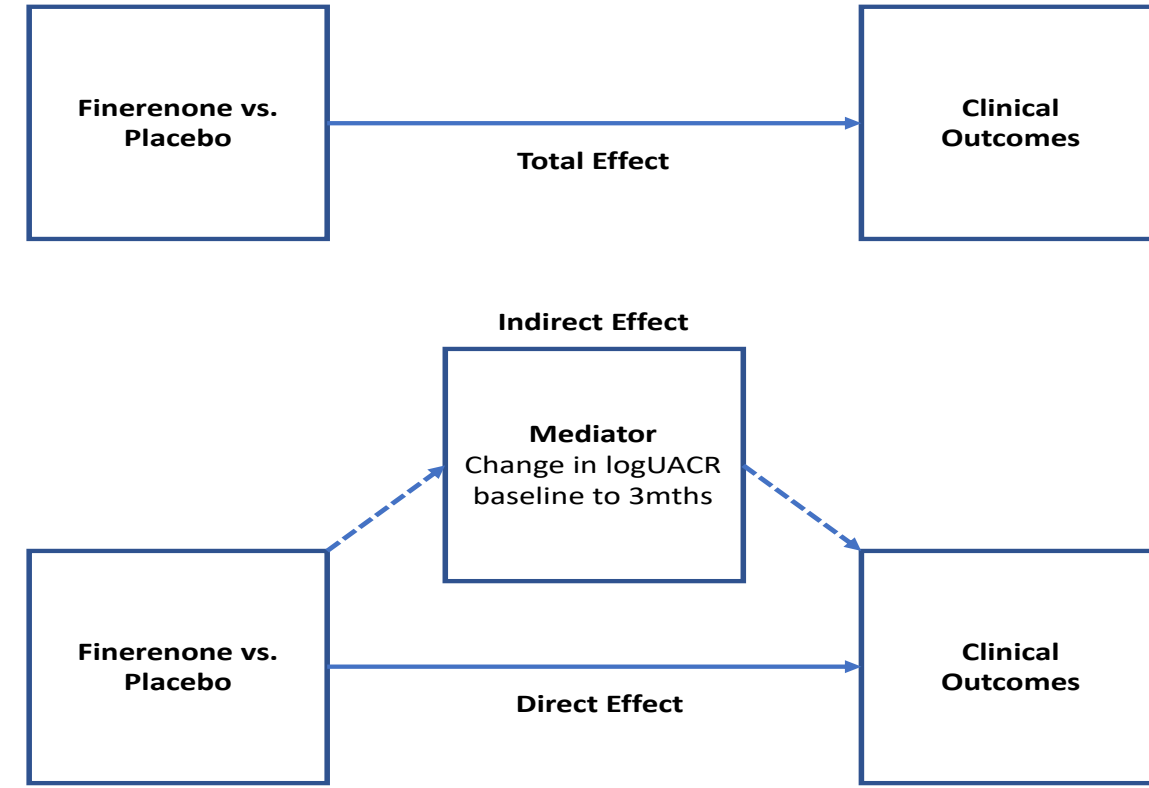 Finerenone vs.
Placebo
Total Effect
Clinical
Outcomes
Indirect Effect
Mediator
Change in logUACR
baseline to 3mths
Finerenone vs.
Placebo
Direct Effect
Clinical
Outcomes